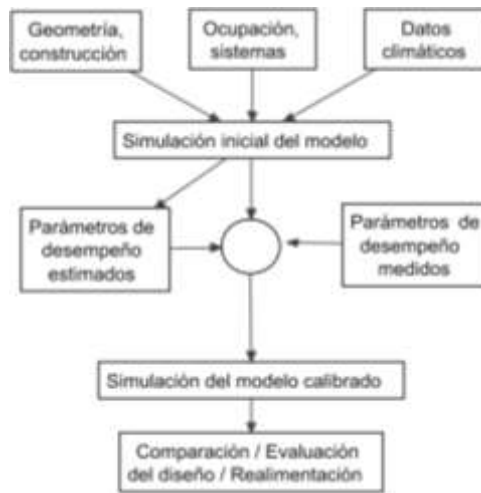 Geometría,
construcción
Ocupación,
sistemas
Datos
climáticos
Simulación inicial del modelo
Parámetros de
desempeño
estimados
Parámetros de
desempeño
medidos
Simulación del modelo calibrado
Comparación / Evaluación
del diseño / Realimentación